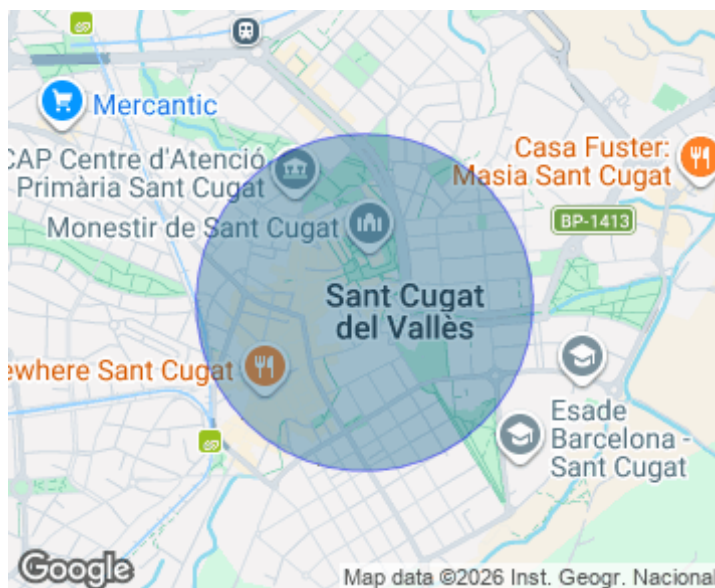 Mercantic
CAP Centre d'Atenció
Primària Sant Cugat
Casa Fuster:
Masia Sant Cugat
Monestir de Sant Cugat
BP-1413
Sant Cugat
del Vallès
ewhere Sant Cugat
Esade
Barcelona -
Sant Cugat
Google
Map data ©2026 Inst. Geogr. Nacional